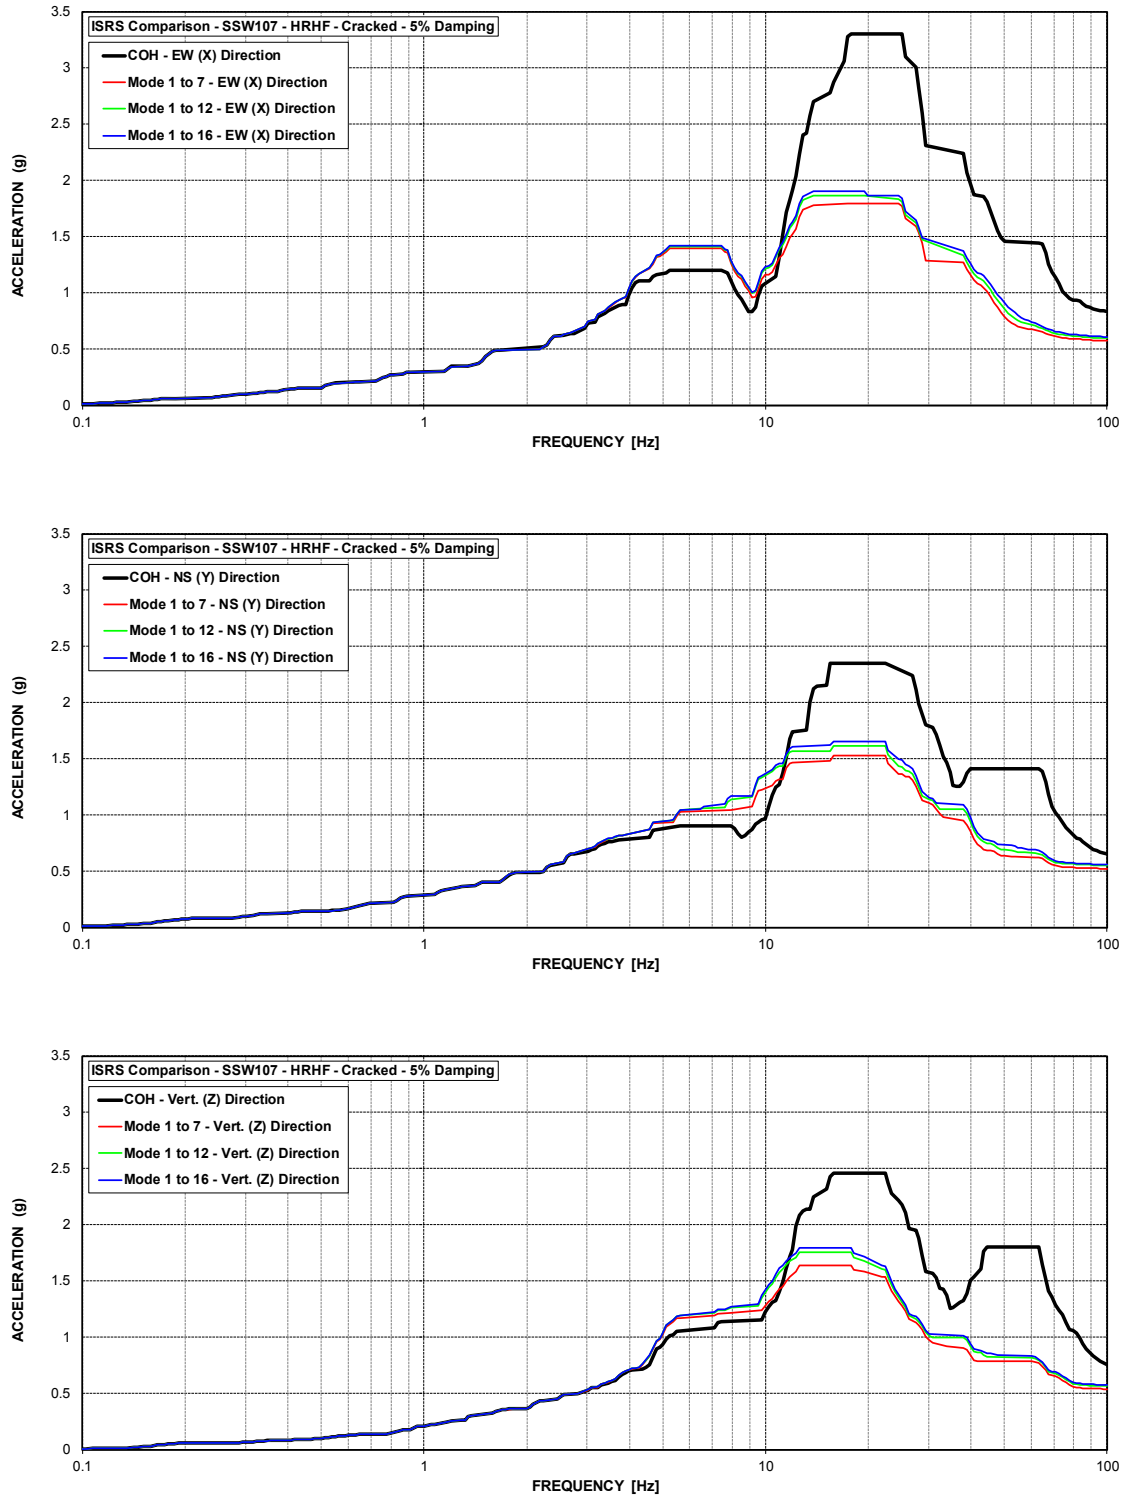 ISRS Comparison - SSW107 - HRHF - Cracked - 5% Damping
COH - EW (X) Direction
Mode 1 to 7 - EW (X) Direction
Mode 1 to 12 - EW (X) Direction
Mode 1 to 16 - EW (X) Direction
ACCELERATION (g)
3.5
3
2.5
2
1.5
1
0.5
0
0.1
1
10
100
FREQUENCY [Hz]
ISRS Comparison - SSW107 - HRHF - Cracked - 5% Damping
COH - NS (Y) Direction
Mode 1 to 7 - NS (Y) Direction
Mode 1 to 12 - NS (Y) Direction
Mode 1 to 16 - NS (Y) Direction
ACCELERATION (g)
3.5
3
2.5
2
1.5
1
0.5
0
0.1
1
10
100
FREQUENCY [Hz]
ISRS Comparison - SSW107 - HRHF - Cracked - 5% Damping
COH - Vert. (Z) Direction
Mode 1 to 7 - Vert. (Z) Direction
Mode 1 to 12 - Vert. (Z) Direction
Mode 1 to 16 - Vert. (Z) Direction
ACCELERATION (g)
3.5
3
2.5
2
1.5
1
0.5
0
0.1
1
10
100
FREQUENCY [Hz]